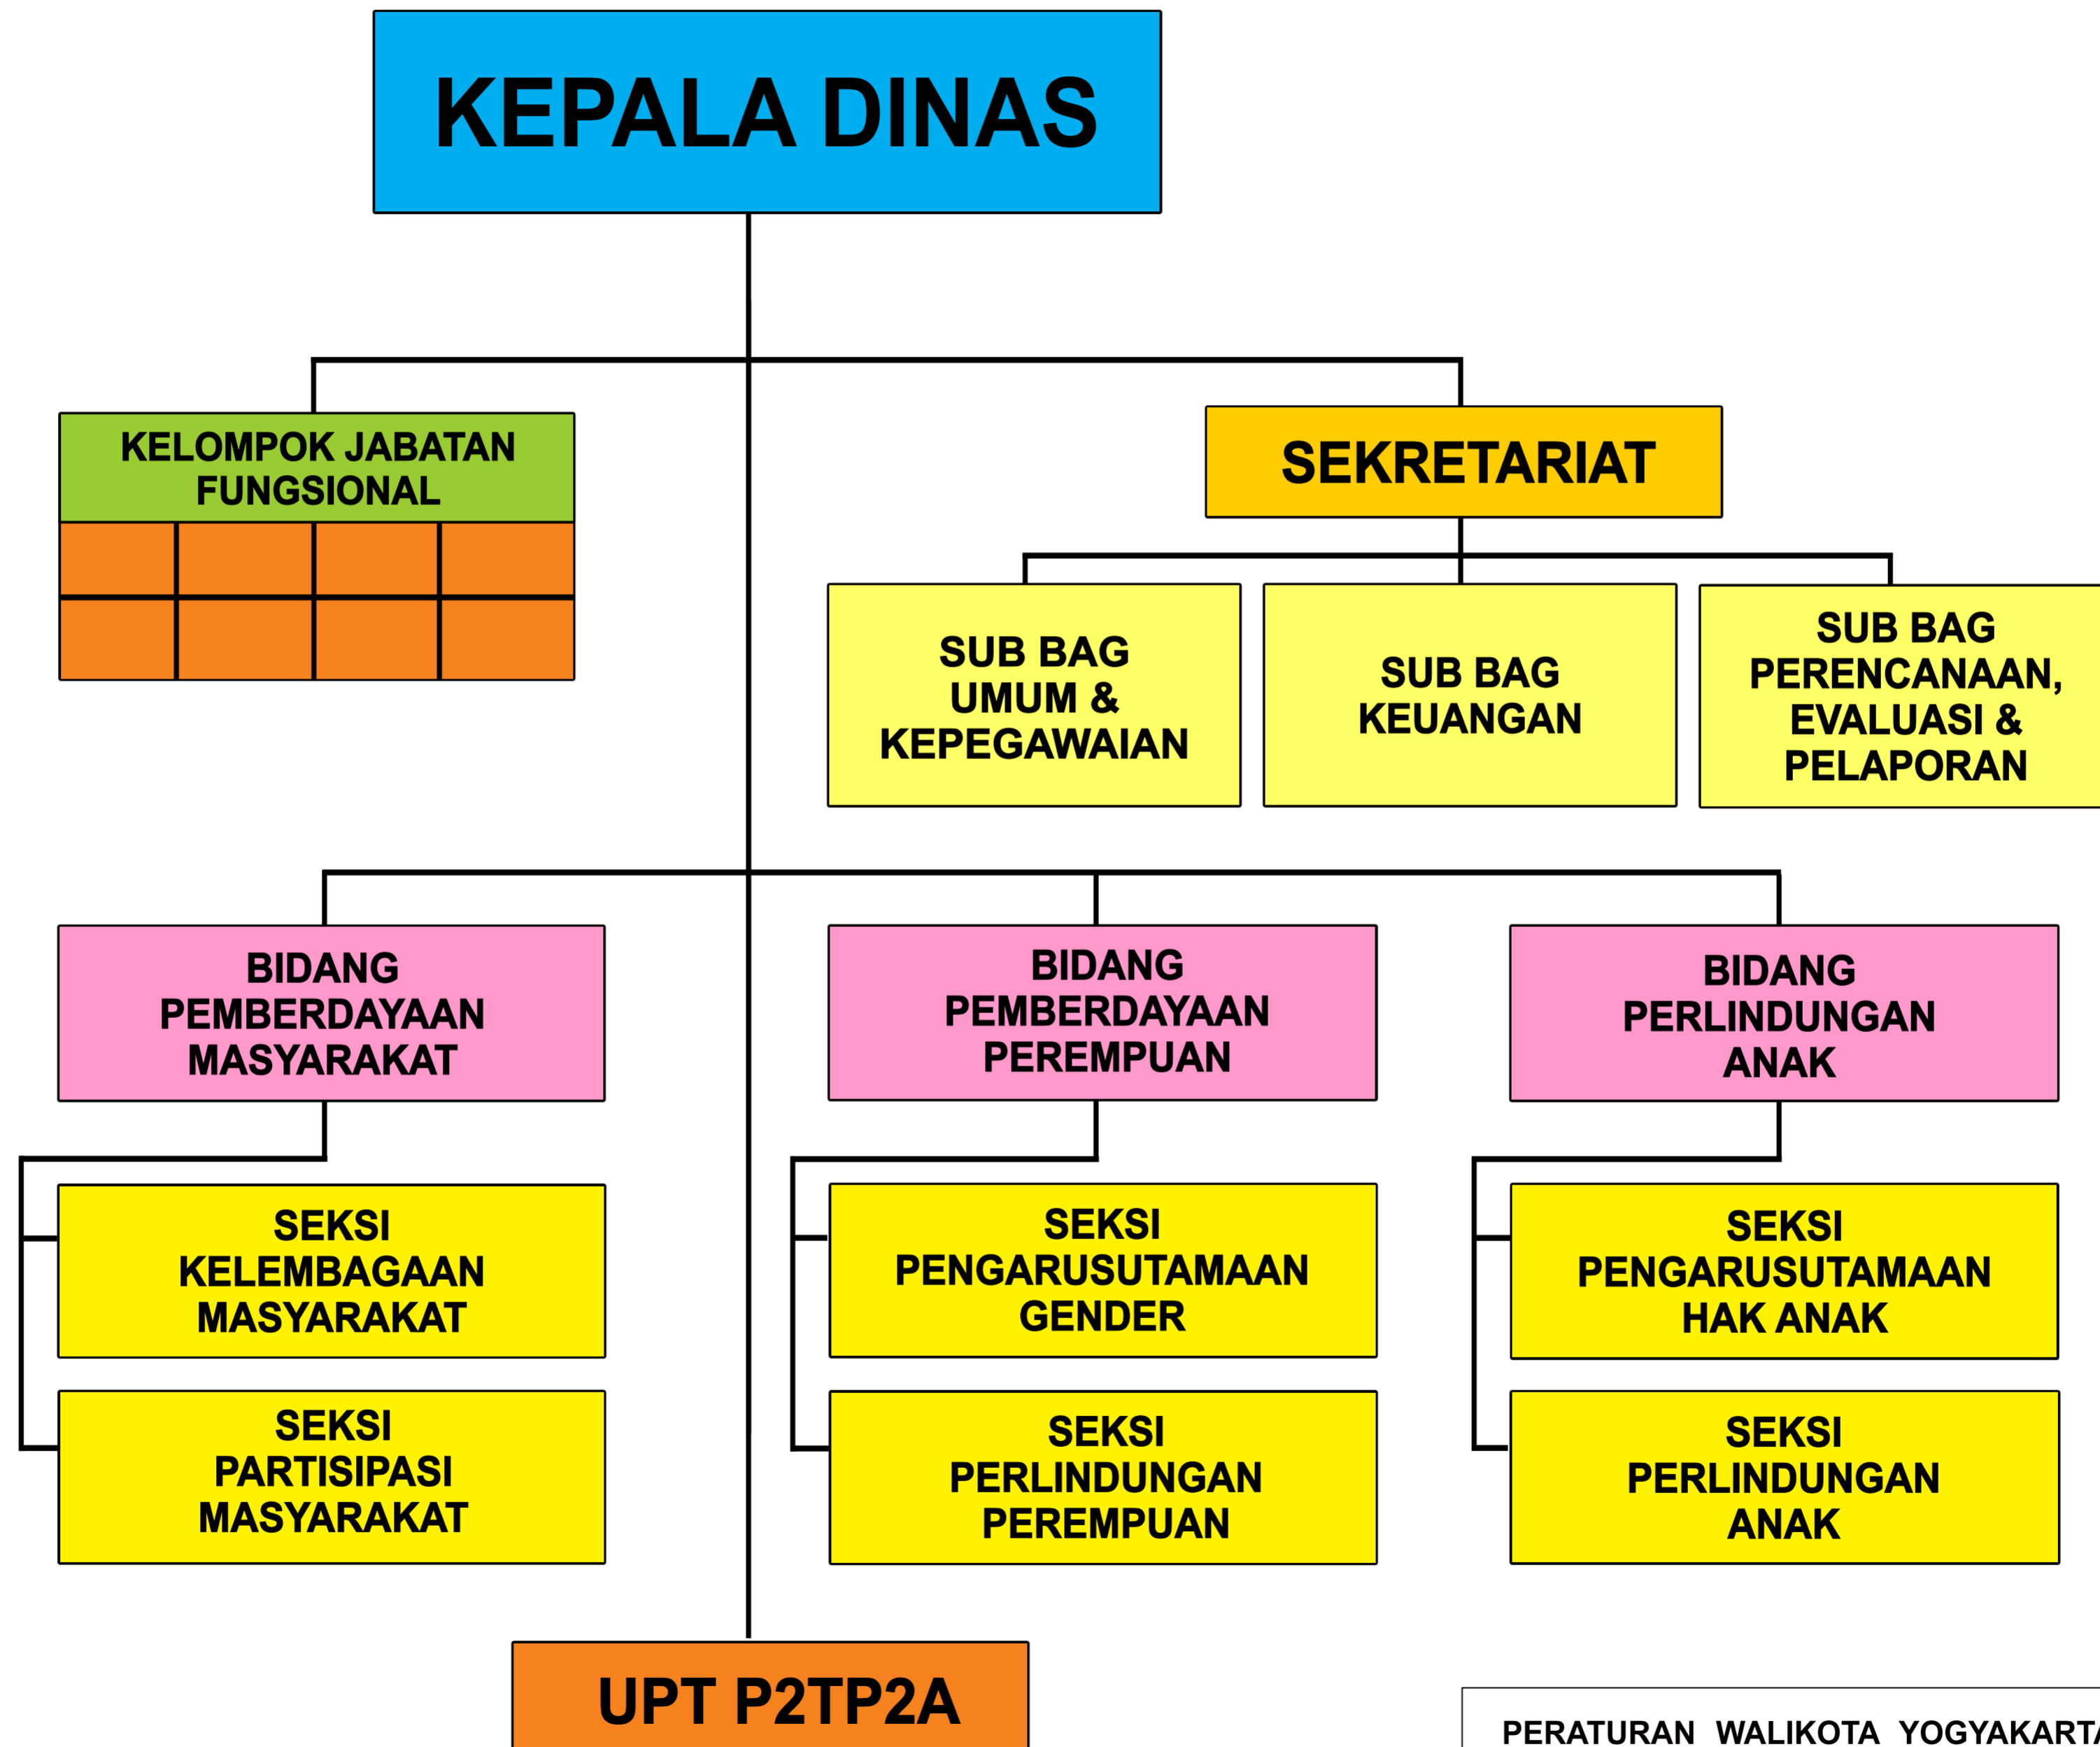 KEPALA DINAS
KELOMPOK JABATAN
FUNGSIONAL
SEKRETARIAT
SUB BAG
UMUM &
KEPEGAWAIAN
SUB BAG
KEUANGAN
SUB BAG
PERENCANAAN,
EVALUASI &
PELAPORAN
BIDANG
PEMBERDAYAAN
MASYARAKAT
BIDANG
PEMBERDAYAAN
PEREMPUAN
BIDANG
PERLINDUNGAN
ANAK
SEKSI
KELEMBAGAAN
MASYARAKAT
SEKSI
PENGARUSUTAMAAN
GENDER
SEKSI
PENGARUSUTAMAAN
HAK ANAK
SEKSI
PARTISIPASI
MASYARAKAT
SEKSI
PERLINDUNGAN
PEREMPUAN
SEKSI
PERLINDUNGAN
ANAK
UPT P2TP2A
PERATURAN WALIKOTA YOGYAKARTA